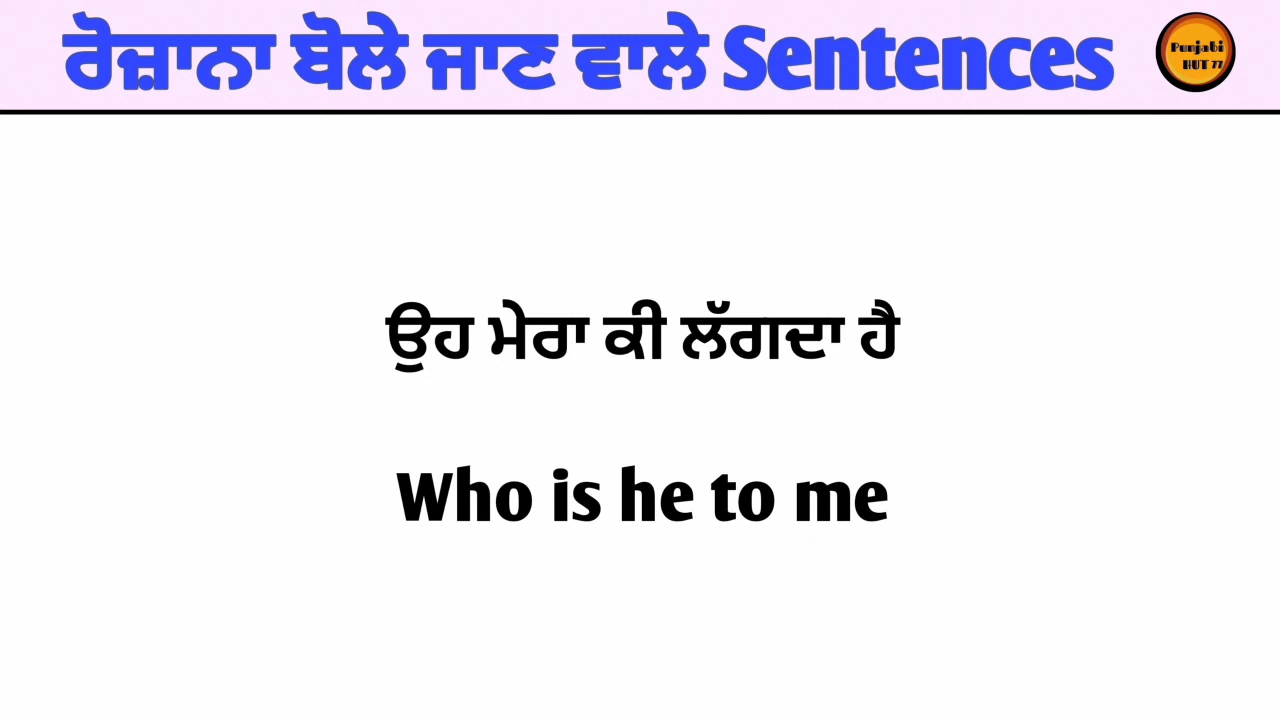 ਰੋਜ਼ਾਨਾ ਬੋਲੇ ਜਾਣ ਵਾਲੇ Sentences
Punjabi
HUT 77
ਉਹ ਮੇਰਾ ਕੀ ਲੱਗਦਾ ਹੈ
Who is he to me